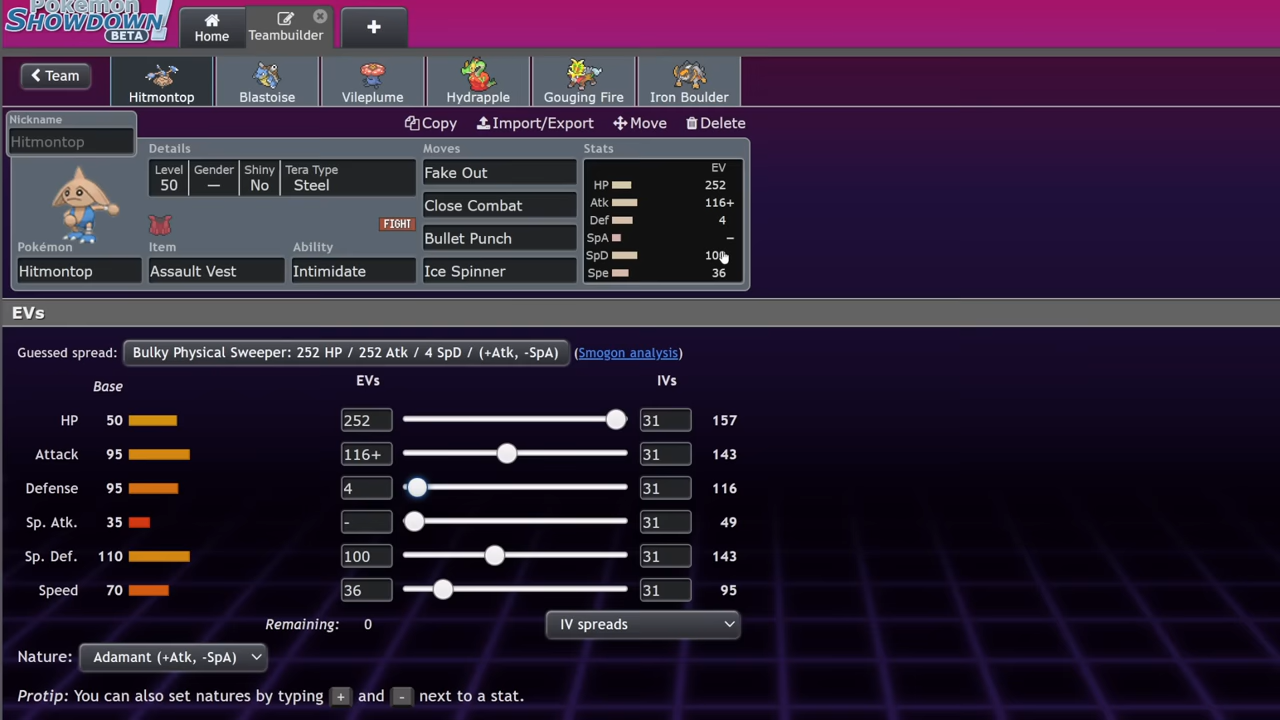 Pokémon
SHOWDOWN!
BETA
Home
Teambuilder
Team
Hitmontop
Blastoise
Vileplume
Hydrapple
Gouging Fire
Iron Boulder
Copy
Import/Export
Move
Delete
Nickname
Hitmontop
Details
Level
50
Gender
—
Shiny
No
Tera Type
Steel
FIGHT
Pokémon
Hitmontop
Item
Assault Vest
Ability
Intimidate
Moves
Fake Out
Close Combat
Bullet Punch
Ice Spinner
Stats
EV
HP 252
Atk 116+
Def 4
SpA –
SpD 100
Spe 36
EVs
Guessed spread: Bulky Physical Sweeper: 252 HP / 252 Atk / 4 SpD / (+Atk, -SpA) (Smogon analysis)
Base EVs IVs
HP 50 252 31 157
Attack 95 116+ 31 143
Defense 95 4 31 116
Sp. Atk. 35 - 31 49
Sp. Def. 110 100 31 143
Speed 70 36 31 95
Remaining: 0 IV spreads
Nature: Adamant (+Atk, -SpA)
Protip: You can also set natures by typing + and - next to a stat.